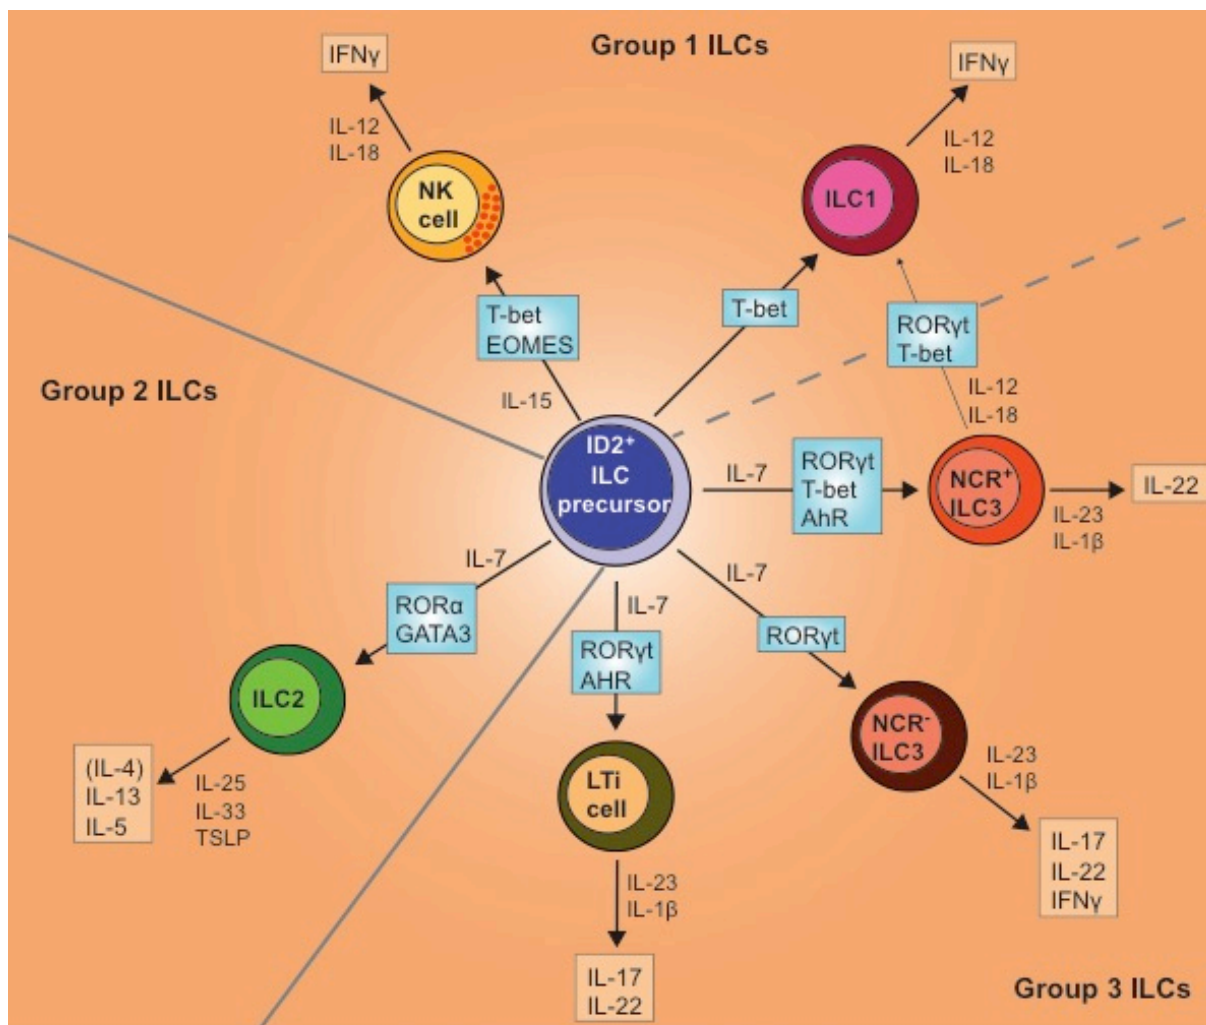 Group 1 ILCs
IFNγ
IL-12
IL-18
NK
cell
T-bet
EOMES
IL-15
IFNγ
IL-12
IL-18
ILC1
T-bet
RORγt
T-bet
IL-12
IL-18
Group 2 ILCs
ID2⁺
ILC
precursor
IL-7
RORγt
T-bet
AhR
NCR⁺
ILC3
IL-23
IL-1β
IL-22
IL-7
RORα
GATA3
ILC2
IL-25
IL-33
TSLP
(IL-4)
IL-13
IL-5
IL-7
RORγt
AHR
LTi
cell
IL-23
IL-1β
IL-17
IL-22
IL-7
RORγt
NCR⁻
ILC3
IL-23
IL-1β
IL-17
IL-22
IFNγ
Group 3 ILCs